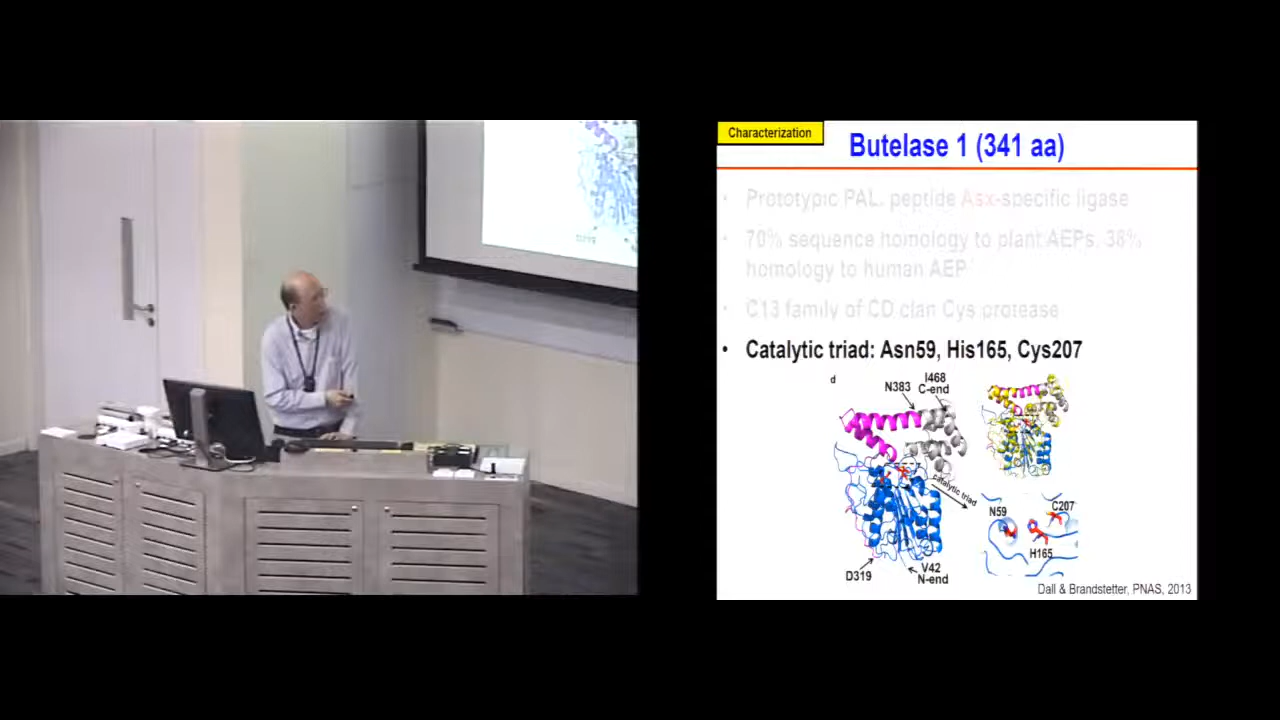 Characterization
Butelase 1 (341 aa)
• Prototypic PAL, peptide Asx-specific ligase
• 70% sequence homology to plant AEPs, 38%
homology to human AEP
• C13 family of CD clan Cys protease
• Catalytic triad: Asn59, His165, Cys207
d
N383
I468
C-end
catalytic triad
N59
C207
H165
D319
V42
N-end
Dall & Brandstetter, PNAS, 2013